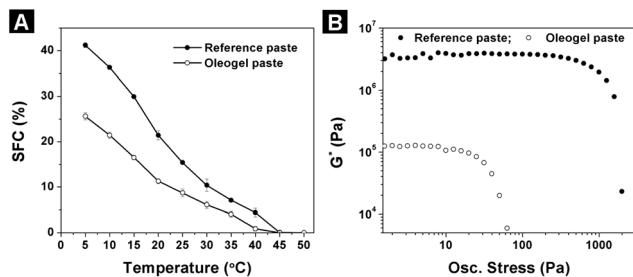 A
Reference paste
Oleogel paste
SFC (%)
40
30
20
10
0
0 5 10 15 20 25 30 35 40 45 50
Temperature (°C)
B
Reference paste; Oleogel paste
G* (Pa)
10^7
10^6
10^5
10^4
10 100 1000
Osc. Stress (Pa)